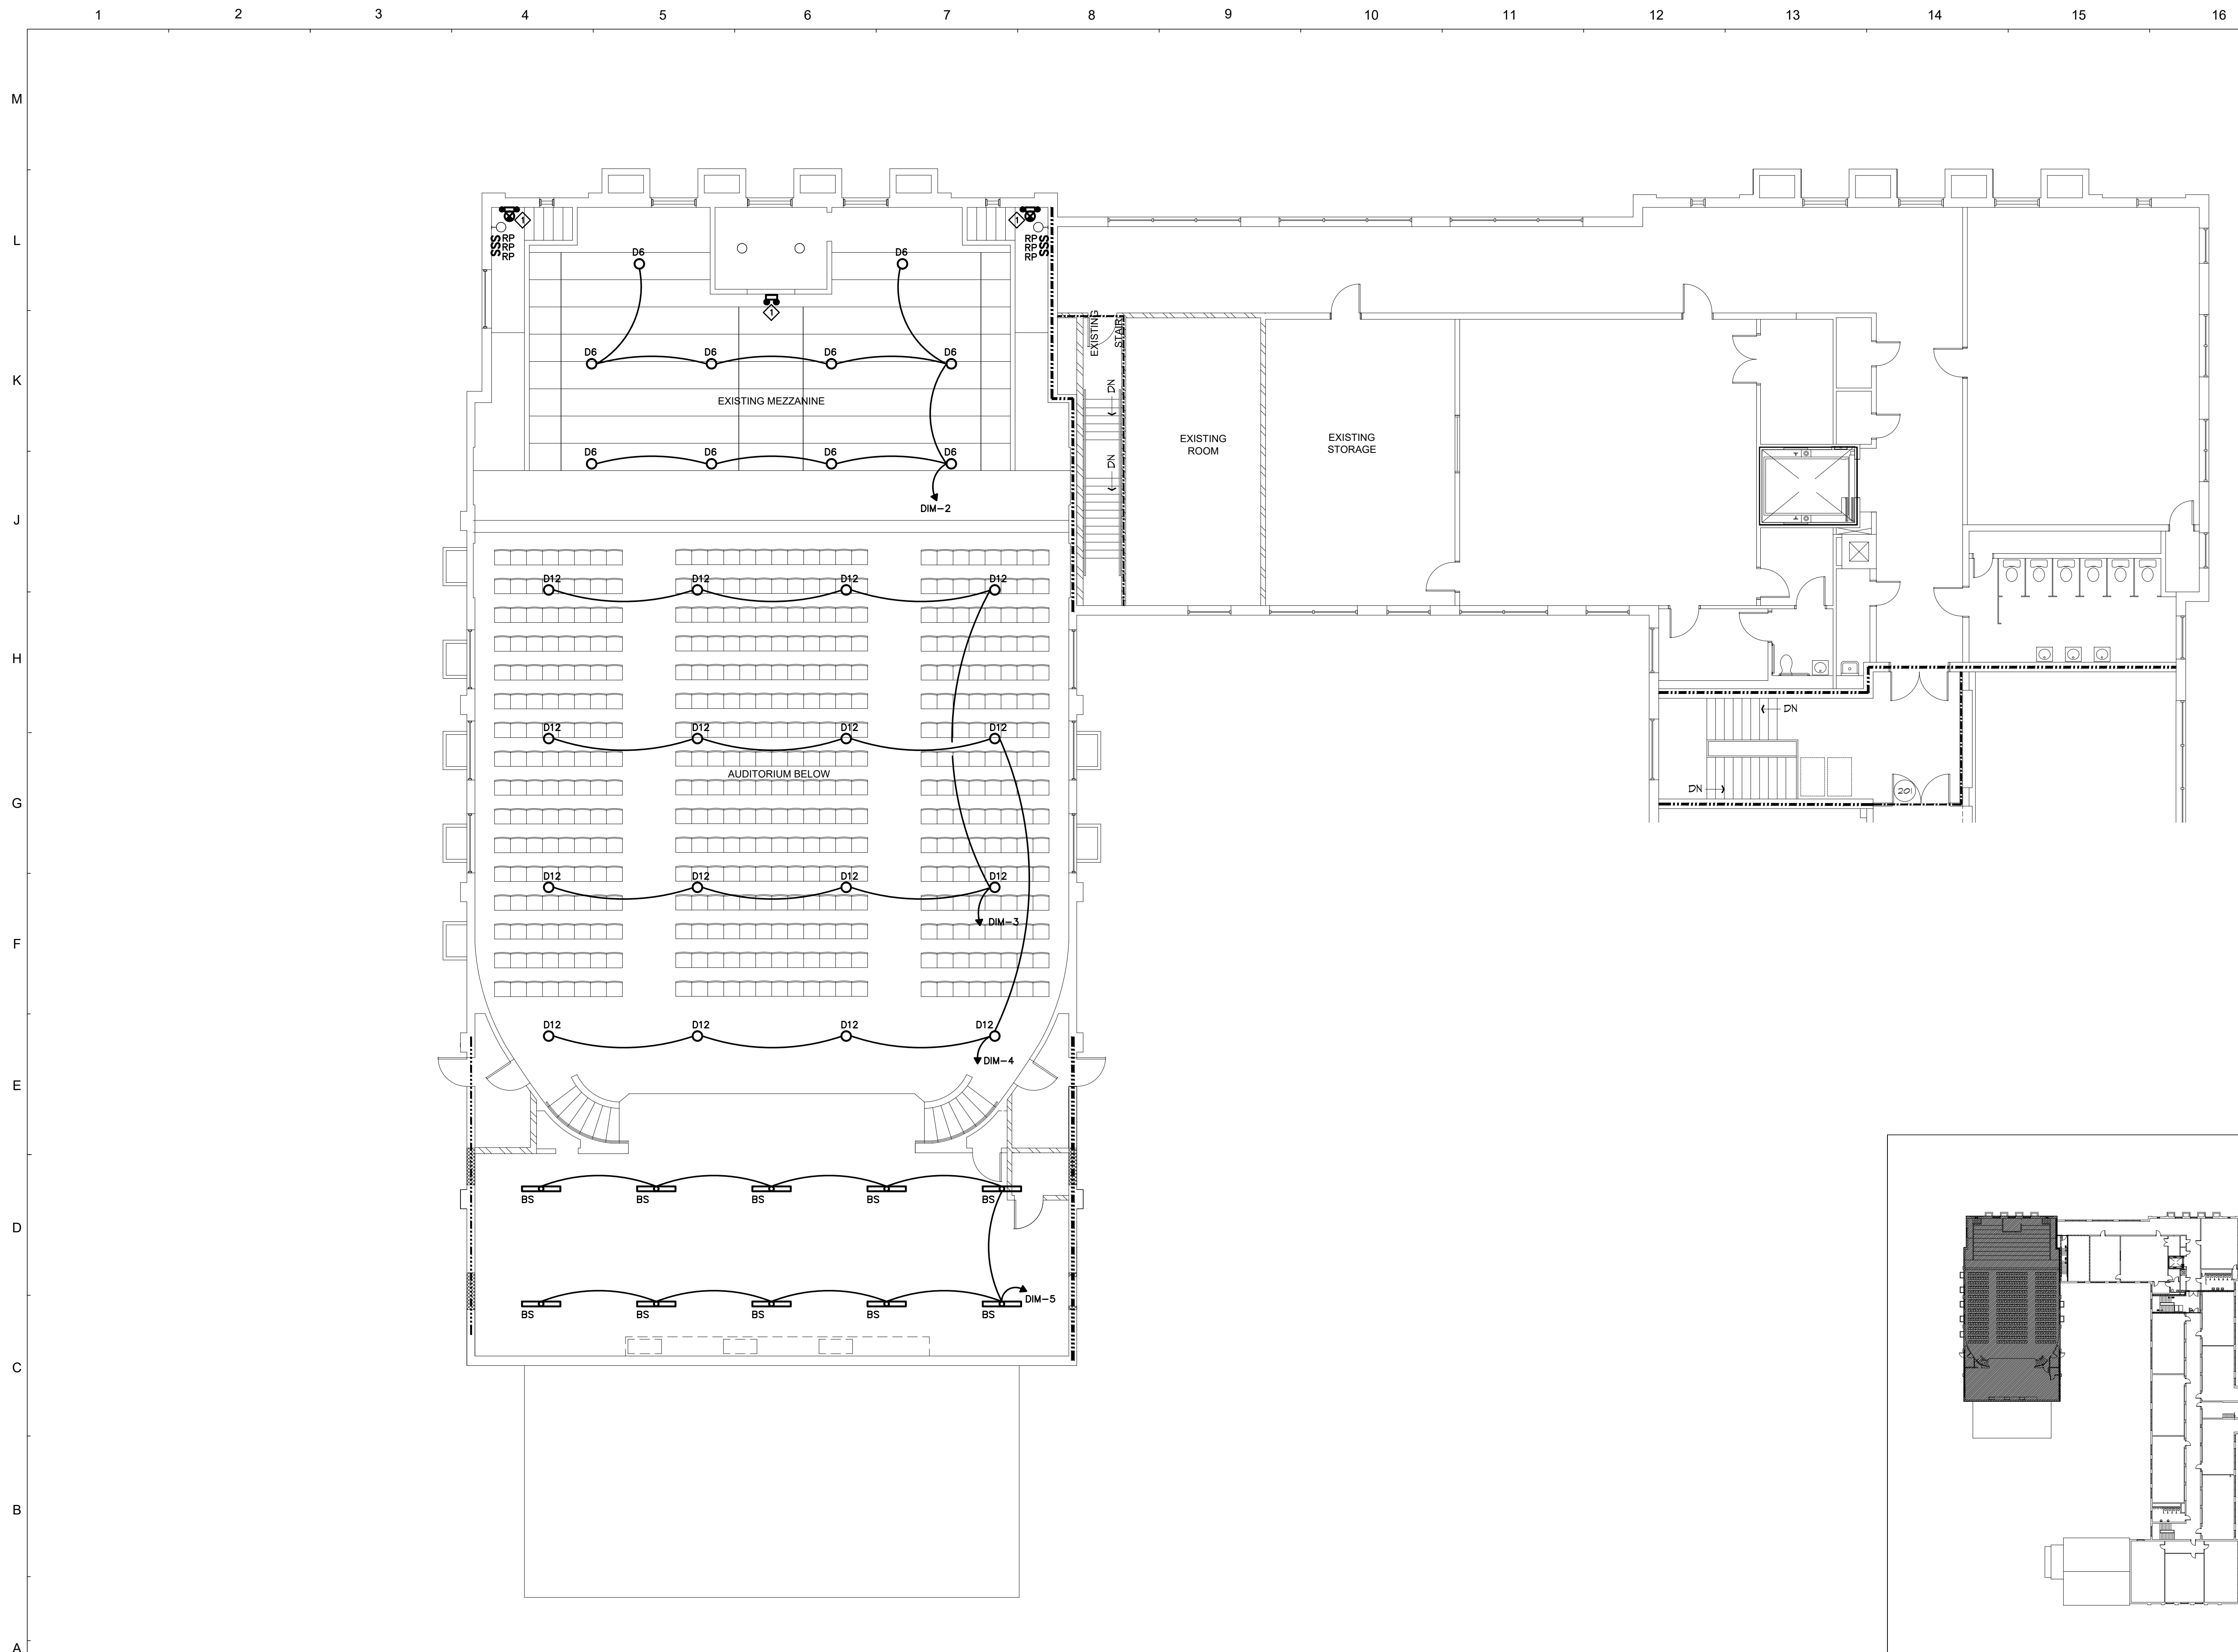 1 2 3 4 5 6 7 8 9 10 11 12 13 14 15 16
M
L
K
J
H
G
F
E
D
C
B
A
1
1
SSS
RP
RP
RP
RP
RP
RP
SSS
D6 D6
1
D6 D6 D6 D6
EXISTING MEZZANINE
D6 D6 D6 D6
DIM-2
EXISTING
STAIR
DN
DN
EXISTING
ROOM
EXISTING
STORAGE
D12 D12 D12 D12
D12 D12 D12 D12
AUDITORIUM BELOW
DN
DN
201
D12 D12 D12 D12
DIM-3
D12 D12 D12 D12
DIM-4
BS BS BS BS BS
DIM-5
BS BS BS BS BS